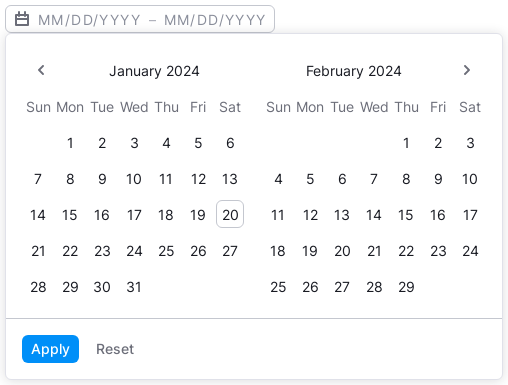 MM/DD/YYYY – MM/DD/YYYY
January 2024
Sun Mon Tue Wed Thu Fri Sat
1 2 3 4 5 6
7 8 9 10 11 12 13
14 15 16 17 18 19 20
21 22 23 24 25 26 27
28 29 30 31
February 2024
Sun Mon Tue Wed Thu Fri Sat
1 2 3
4 5 6 7 8 9 10
11 12 13 14 15 16 17
18 19 20 21 22 23 24
25 26 27 28 29
Apply Reset